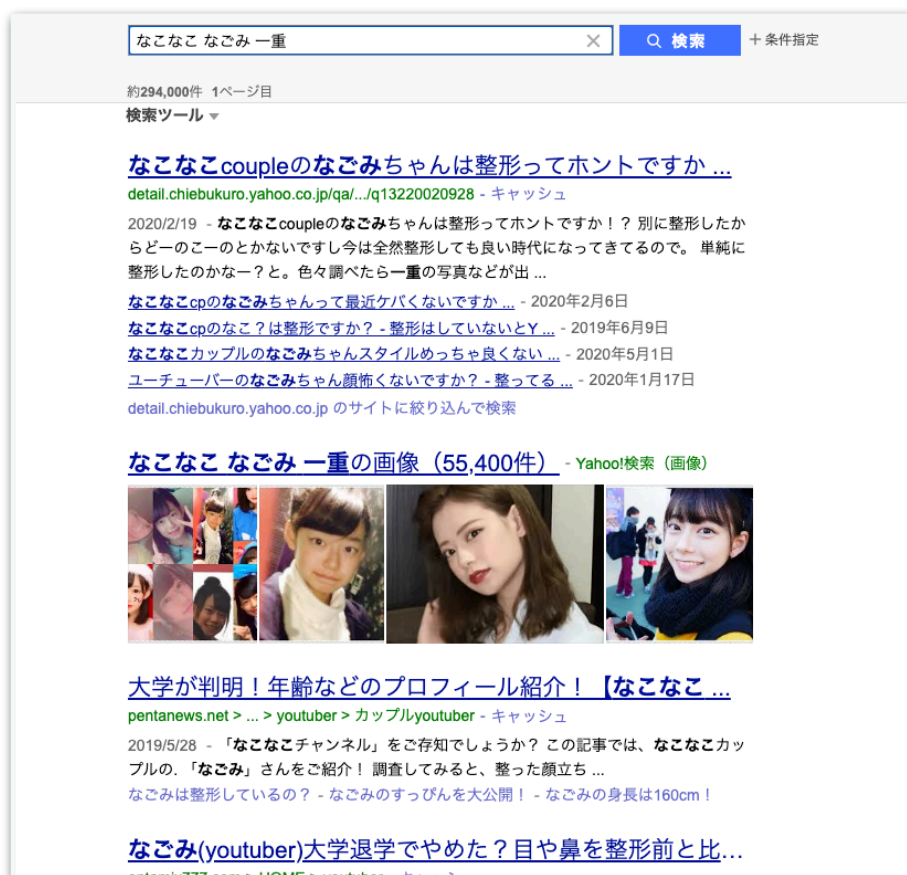 なこなこ なごみ 一重
検索
条件指定
約294,000件 1ページ目
検索ツール
なこなこcoupleのなごみちゃんは整形ってホントですか ...
detail.chiebukuro.yahoo.co.jp/qa/.../q13220020928 - キャッシュ
2020/2/19 - なこなこcoupleのなごみちゃんは整形ってホントですか！？ 別に整形したか
らどーのこーのとかないですし今は全然整形しても良い時代になってきてるので。 単純に
整形したのかなー？と。色々調べたら一重の写真などが出 ...
なこなこcpのなごみちゃんって最近ケバくないですか ... - 2020年2月6日
なこなこcpのなこ？は整形ですか？ - 整形はしていないとY ... - 2019年6月9日
なこなこカップルのなごみちゃんスタイルめっちゃ良くない ... - 2020年5月1日
ユーチューバーのなごみちゃん顔怖くないですか？ - 整ってる ... - 2020年1月17日
detail.chiebukuro.yahoo.co.jp のサイトに絞り込んで検索
なこなこ なごみ 一重の画像（55,400件） - Yahoo!検索（画像）
大学が判明！年齢などのプロフィール紹介！【なこなこ ...
pentanews.net > ... > youtuber > カップルyoutuber - キャッシュ
2019/5/28 - 「なこなこチャンネル」をご存知でしょうか？ この記事では、なこなこカッ
プルの. 「なごみ」さんをご紹介！ 調査してみると、整った顔立ち ...
なごみは整形しているの？ - なごみのすっぴんを大公開！ - なごみの身長は160cm！
なごみ(youtuber)大学退学でやめた？目や鼻を整形前と比...